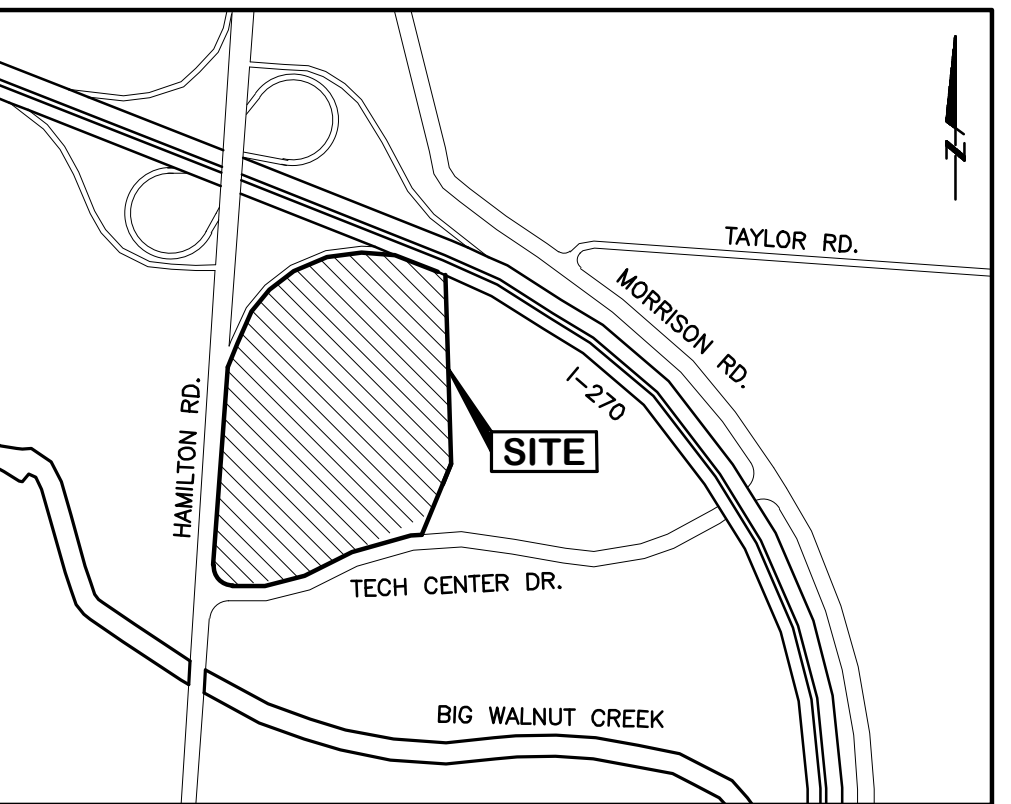 N
TAYLOR RD.
MORRISON RD.
I-270
HAMILTON RD.
SITE
TECH CENTER DR.
BIG WALNUT CREEK